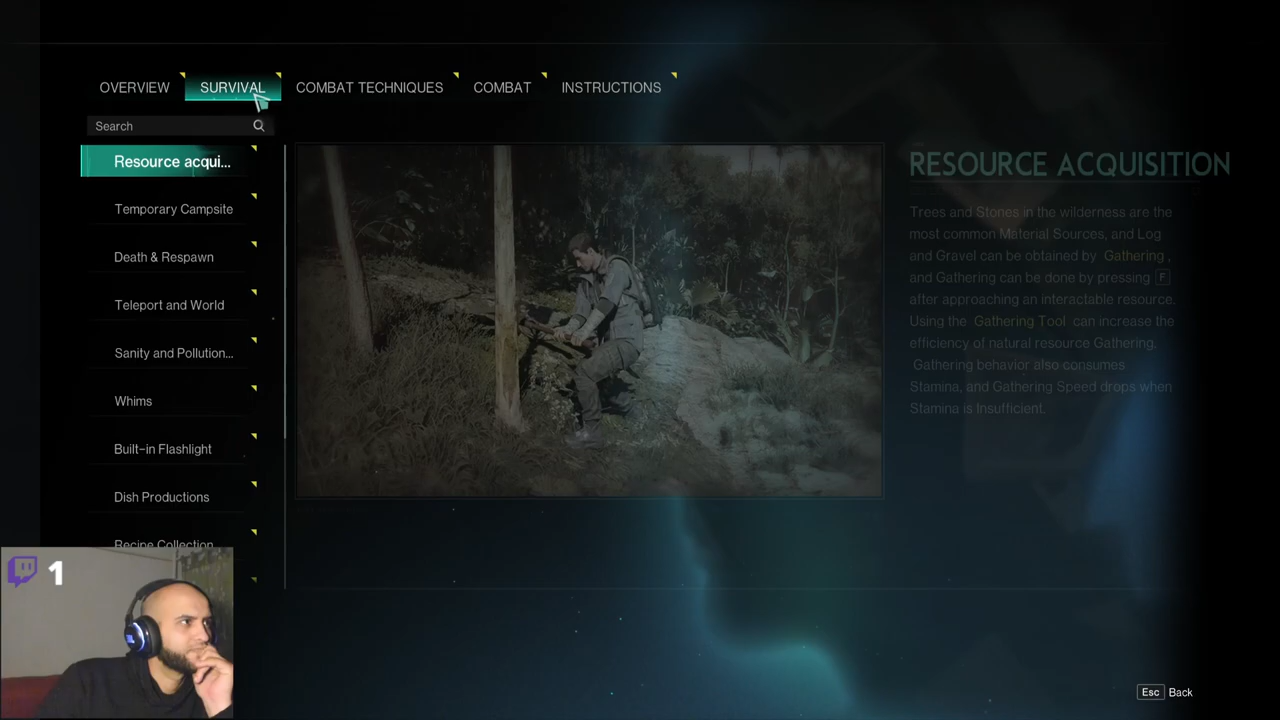 OVERVIEW
SURVIVAL
COMBAT TECHNIQUES
COMBAT
INSTRUCTIONS
Search
Resource acqui...
Temporary Campsite
Death & Respawn
Teleport and World
Sanity and Pollution...
Whims
Built-in Flashlight
Dish Productions
Recipe Collection
RESOURCE ACQUISITION
Trees and Stones in the wilderness are the
most common Material Sources, and Log
and Gravel can be obtained by Gathering,
and Gathering can be done by pressing F
after approaching an interactable resource.
Using the Gathering Tool can increase the
efficiency of natural resource Gathering.
Gathering behavior also consumes
Stamina, and Gathering Speed drops when
Stamina is Insufficient.
1
Esc Back